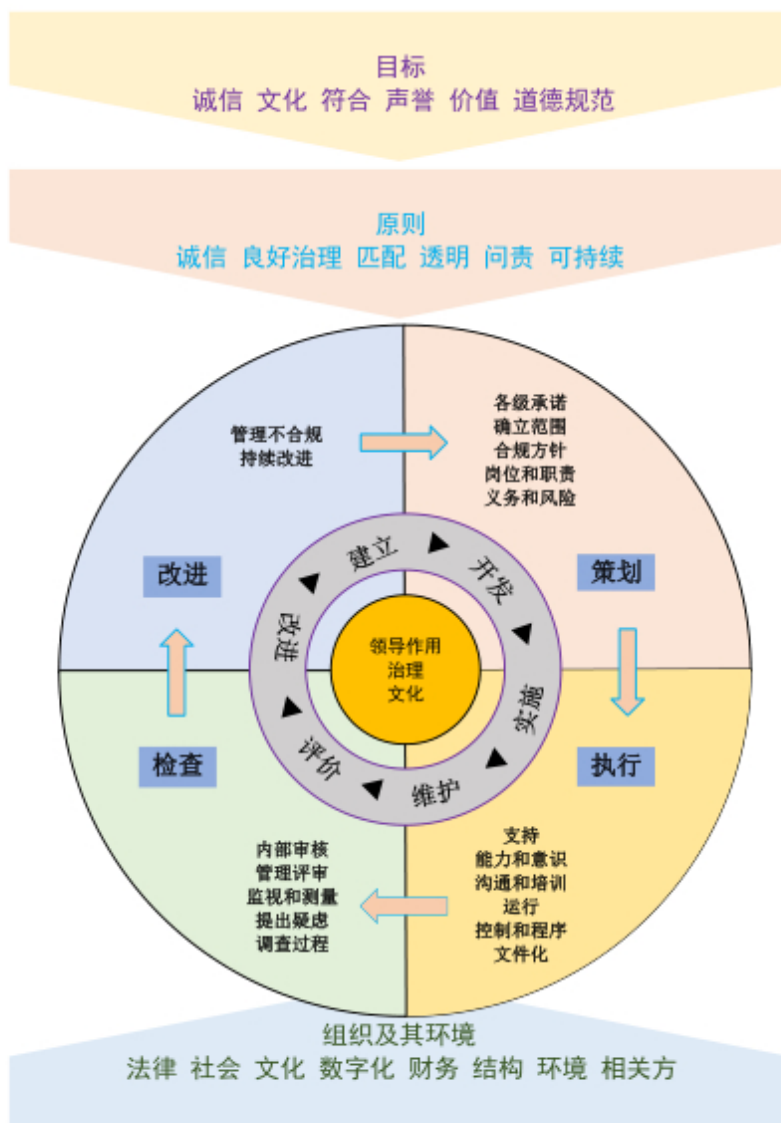 目标
诚信 文化 符合 声誉 价值 道德规范
原则
诚信 良好治理 匹配 透明 问责 可持续
管理不合规
持续改进
各级承诺
确立范围
合规方针
岗位和职责
义务和风险
改进
策划
建立
开发
实施
维护
评价
改进
领导作用
治理
文化
检查
执行
内部审核
管理评审
监视和测量
提出疑虑
调查过程
支持
能力和意识
沟通和培训
运行
控制和程序
文件化
组织及其环境
法律 社会 文化 数字化 财务 结构 环境 相关方